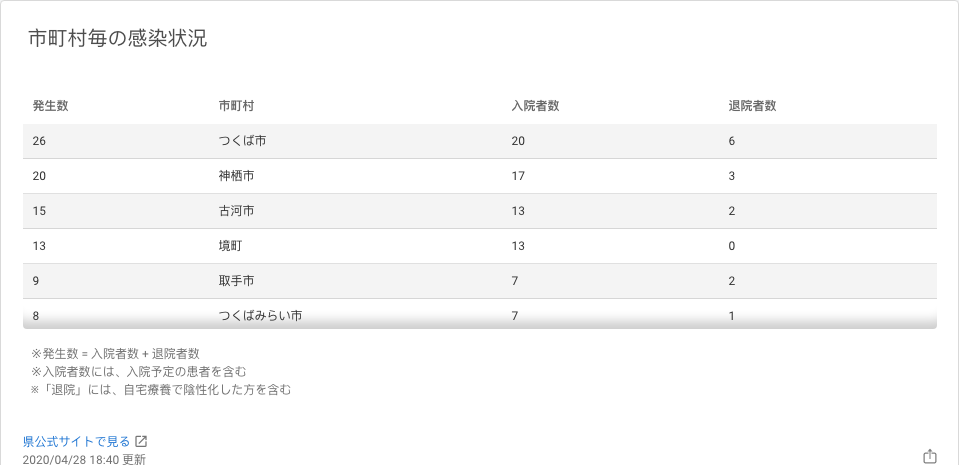 市町村毎の感染状況
発生数 市町村 入院者数 退院者数
26 つくば市 20 6
20 神栖市 17 3
15 古河市 13 2
13 境町 13 0
9 取手市 7 2
8 つくばみらい市 7 1
※発生数 = 入院者数 + 退院者数
※入院者数には、入院予定の患者を含む
※「退院」には、自宅療養で陰性化した方を含む
県公式サイトで見る
2020/04/28 18:40 更新